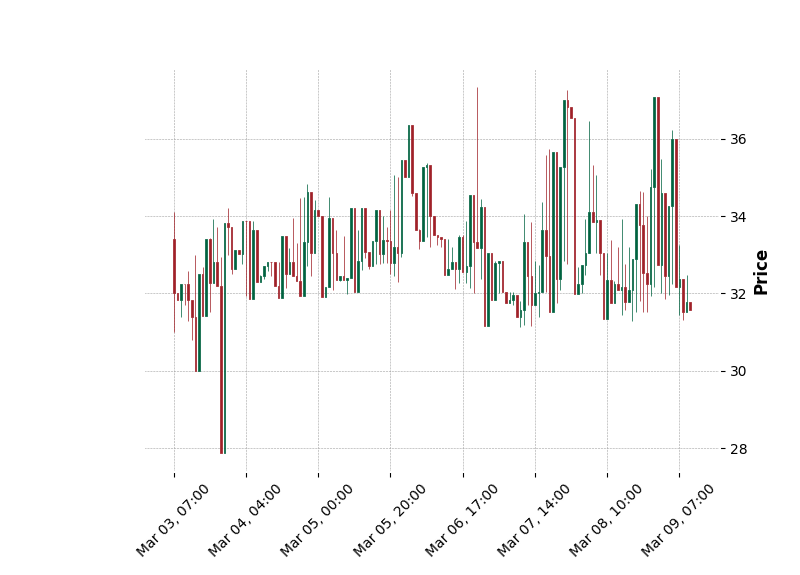 36
34
32
30
28
Price
Mar 03, 07:00
Mar 04, 04:00
Mar 05, 00:00
Mar 05, 20:00
Mar 06, 17:00
Mar 07, 14:00
Mar 08, 10:00
Mar 09, 07:00